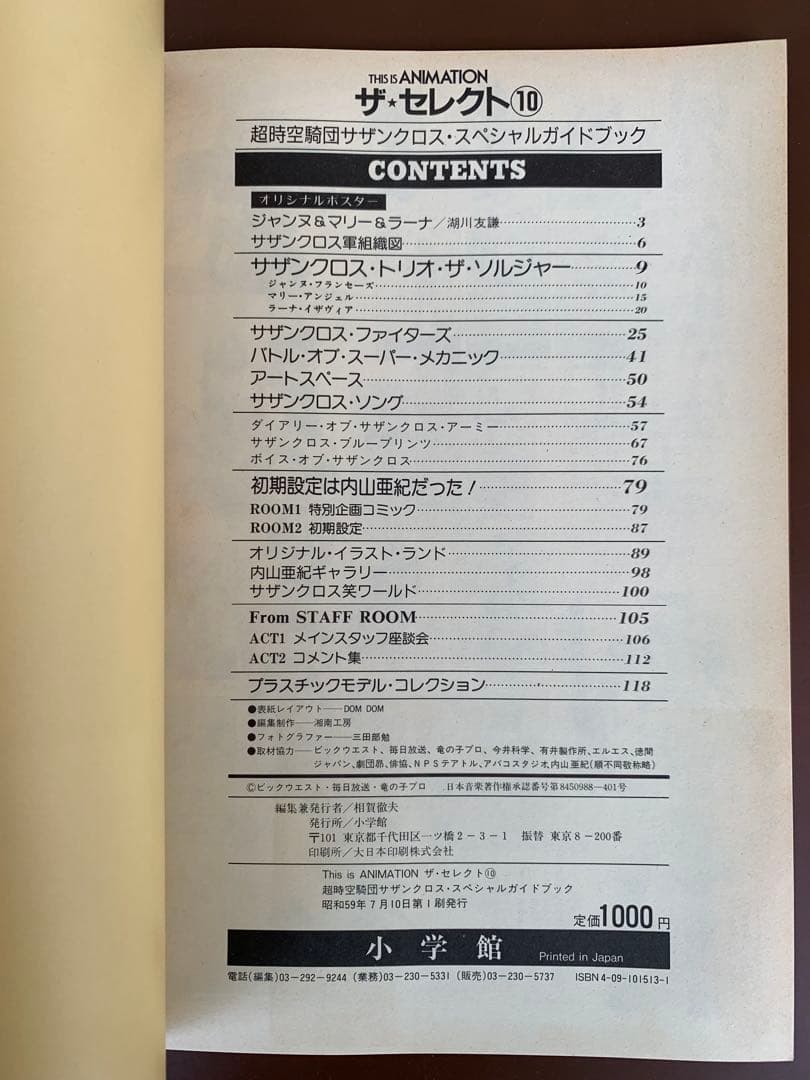 THIS IS ANIMATION
ザ★セレクト⑩
超時空騎団サザンクロス・スペシャルガイドブック
CONTENTS
オリジナルポスター
ジャンヌ&マリー&ラーナ/湖川友謙………3
サザンクロス軍組織図………6
サザンクロス・トリオ・ザ・ソルジャー………9
ジャンヌ・フランセーズ………10
マリー・アンジェル………15
ラーナ・イザヴィア………20
サザンクロス・ファイターズ………25
バトル・オブ・スーパー・メカニック………41
アートスペース………50
サザンクロス・ソング………54
ダイアリー・オブ・サザンクロス・アーミー………57
サザンクロス・ブループリンツ………67
ボイス・オブ・サザンクロス………76
初期設定は内山亜紀だった!………79
ROOM1 特別企画コミック………79
ROOM2 初期設定………87
オリジナル・イラスト・ランド………89
内山亜紀ギャラリー………98
サザンクロス笑ワールド………100
From STAFF ROOM………105
ACT1 メインスタッフ座談会………106
ACT2 コメント集………112
プラスチックモデル・コレクション………118
●表紙レイアウト──DOM DOM
●編集制作──湘南工房
●フォトグラファー──三田部勉
●取材協力──ビックウエスト、毎日放送、竜の子プロ、今井科学、有井製作所、エルエス、徳間
ジャパン、劇団昴、俳協、NPSテアトル、アバコスタジオ、内山亜紀(順不同敬称略)
©ビックウエスト・毎日放送・竜の子プロ 日本音楽著作権承認番号第8450988―401号
編集兼発行者/相賀徹夫
発行所/小学館
〒101 東京都千代田区一ツ橋2-3-1 振替 東京8-200番
印刷所/大日本印刷株式会社
This is ANIMATION ザ・セレクト⑩
超時空騎団サザンクロス・スペシャルガイドブック
昭和59年7月10日第1刷発行
定価1000円
小学館 Printed in Japan
電話(編集)03-292-9244 (業務)03-230-5331 (販売)03-230-5737 ISBN4-09-101513-1